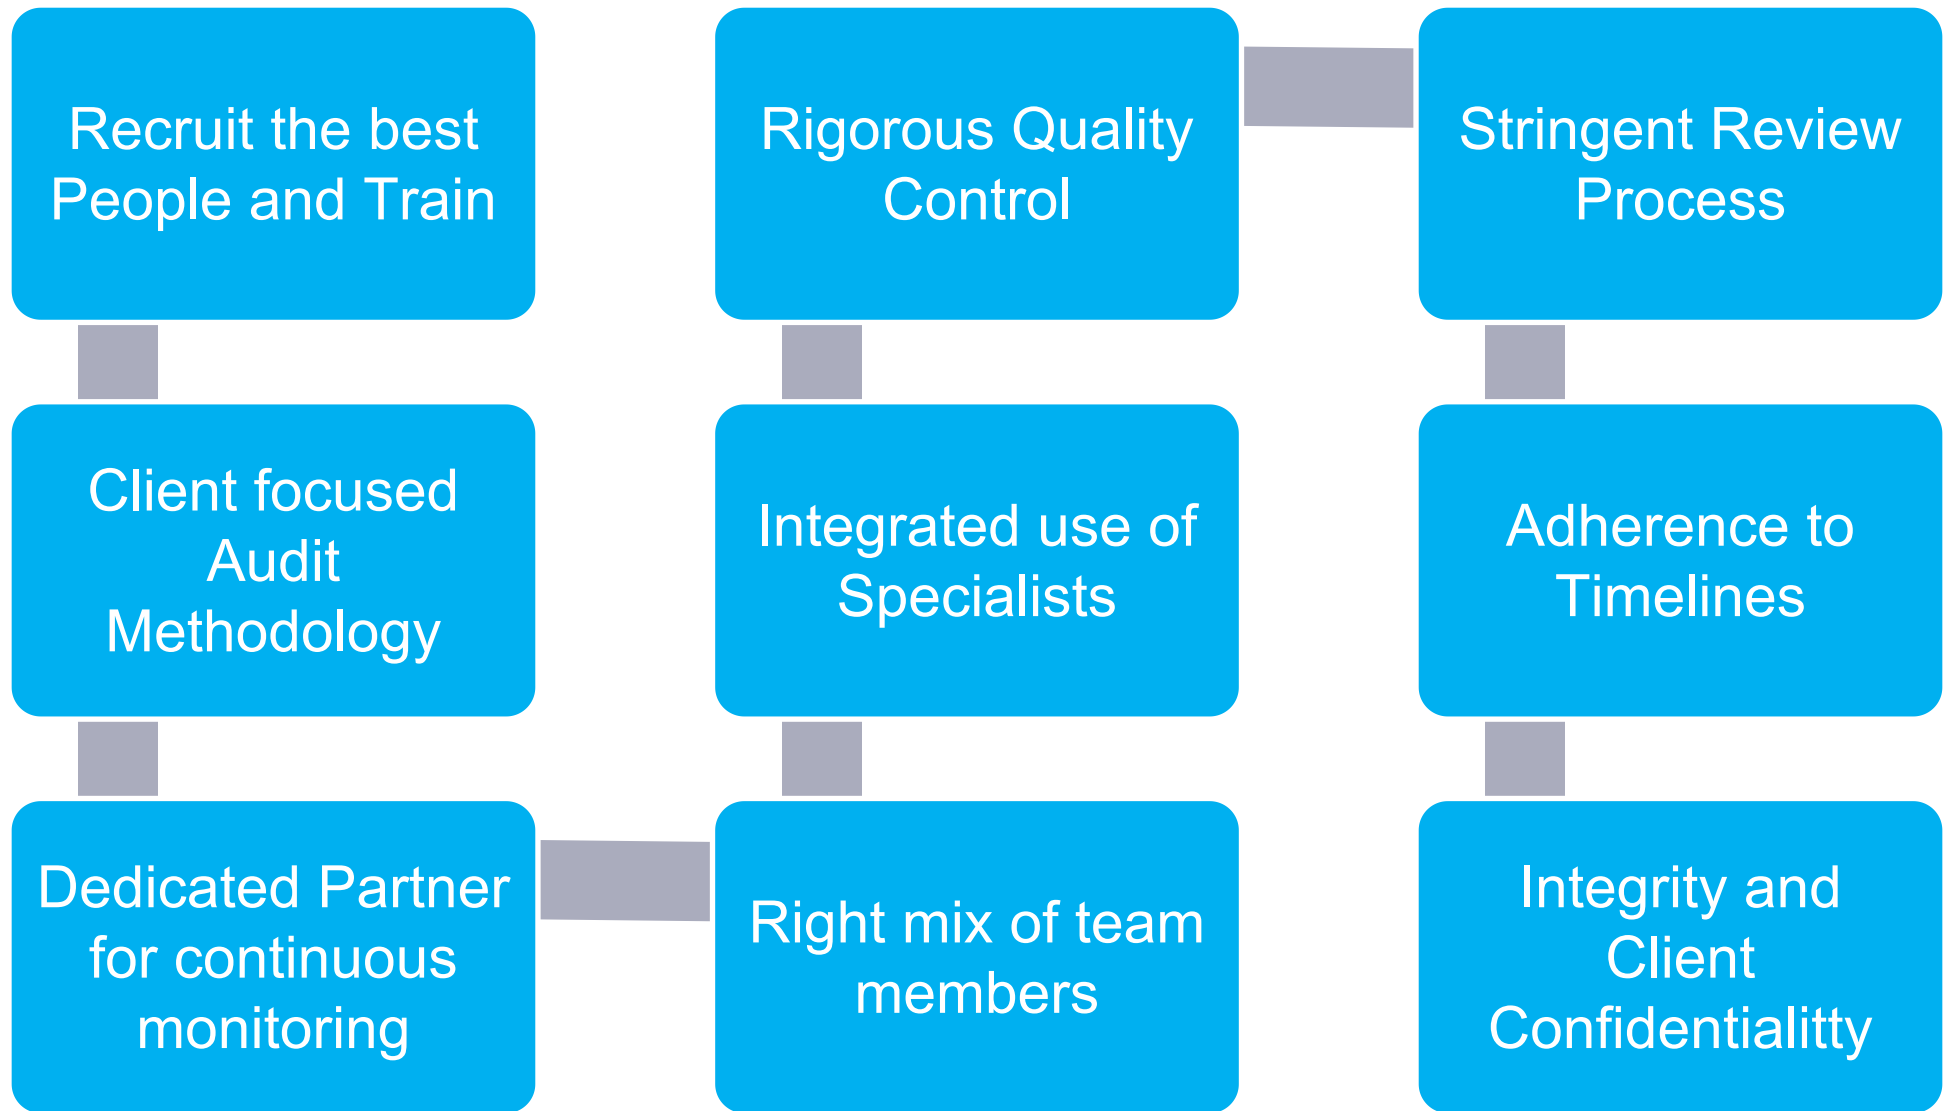 Recruit the best
People and Train
Client focused
Audit
Methodology
Dedicated Partner
for continuous
monitoring
Right mix of team
members
Integrated use of
Specialists
Rigorous Quality
Control
Stringent Review
Process
Adherence to
Timelines
Integrity and
Client
Confidentialitty